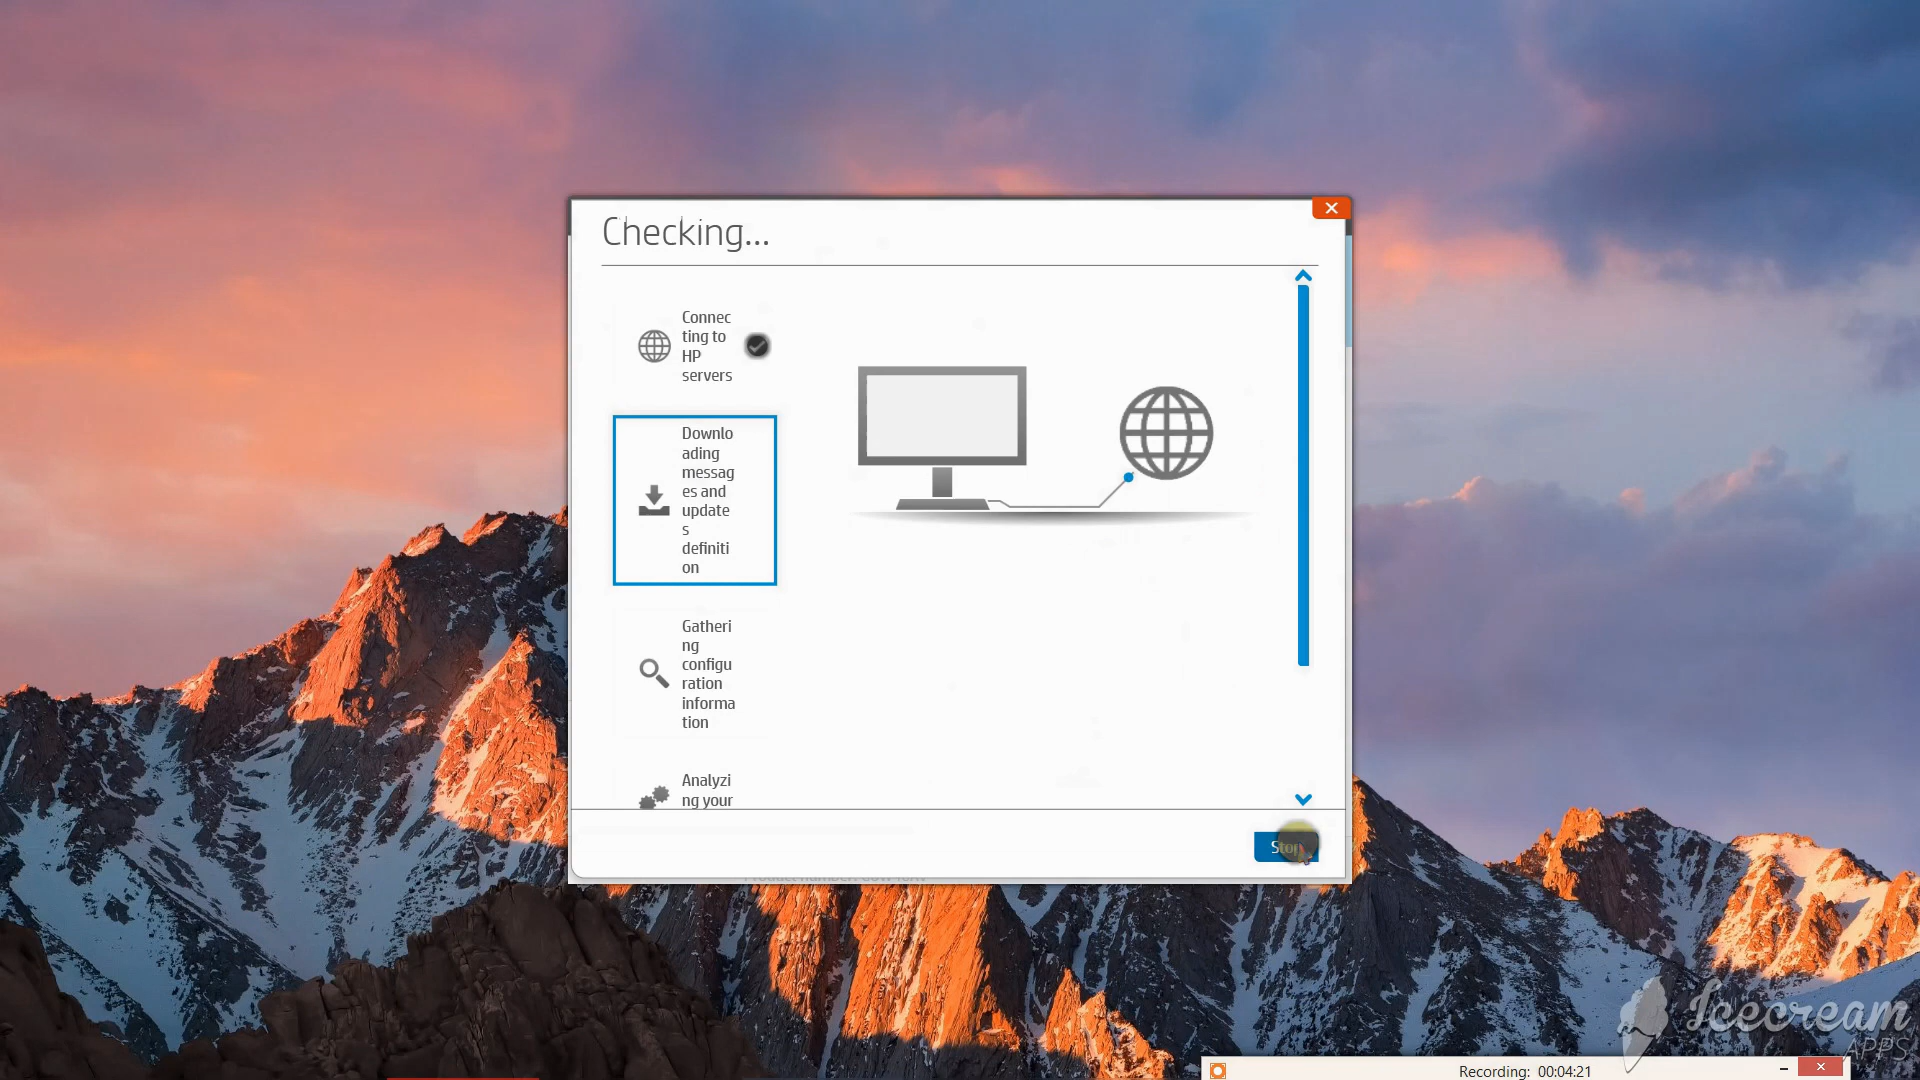 Checking...
Connec
ting to
HP
servers
Downlo
ading
messag
es and
update
s
definiti
on
Gatheri
ng
configu
ration
informa
tion
Analyzi
ng your
Stop
Icecream
APPS
Recording: 00:04:21